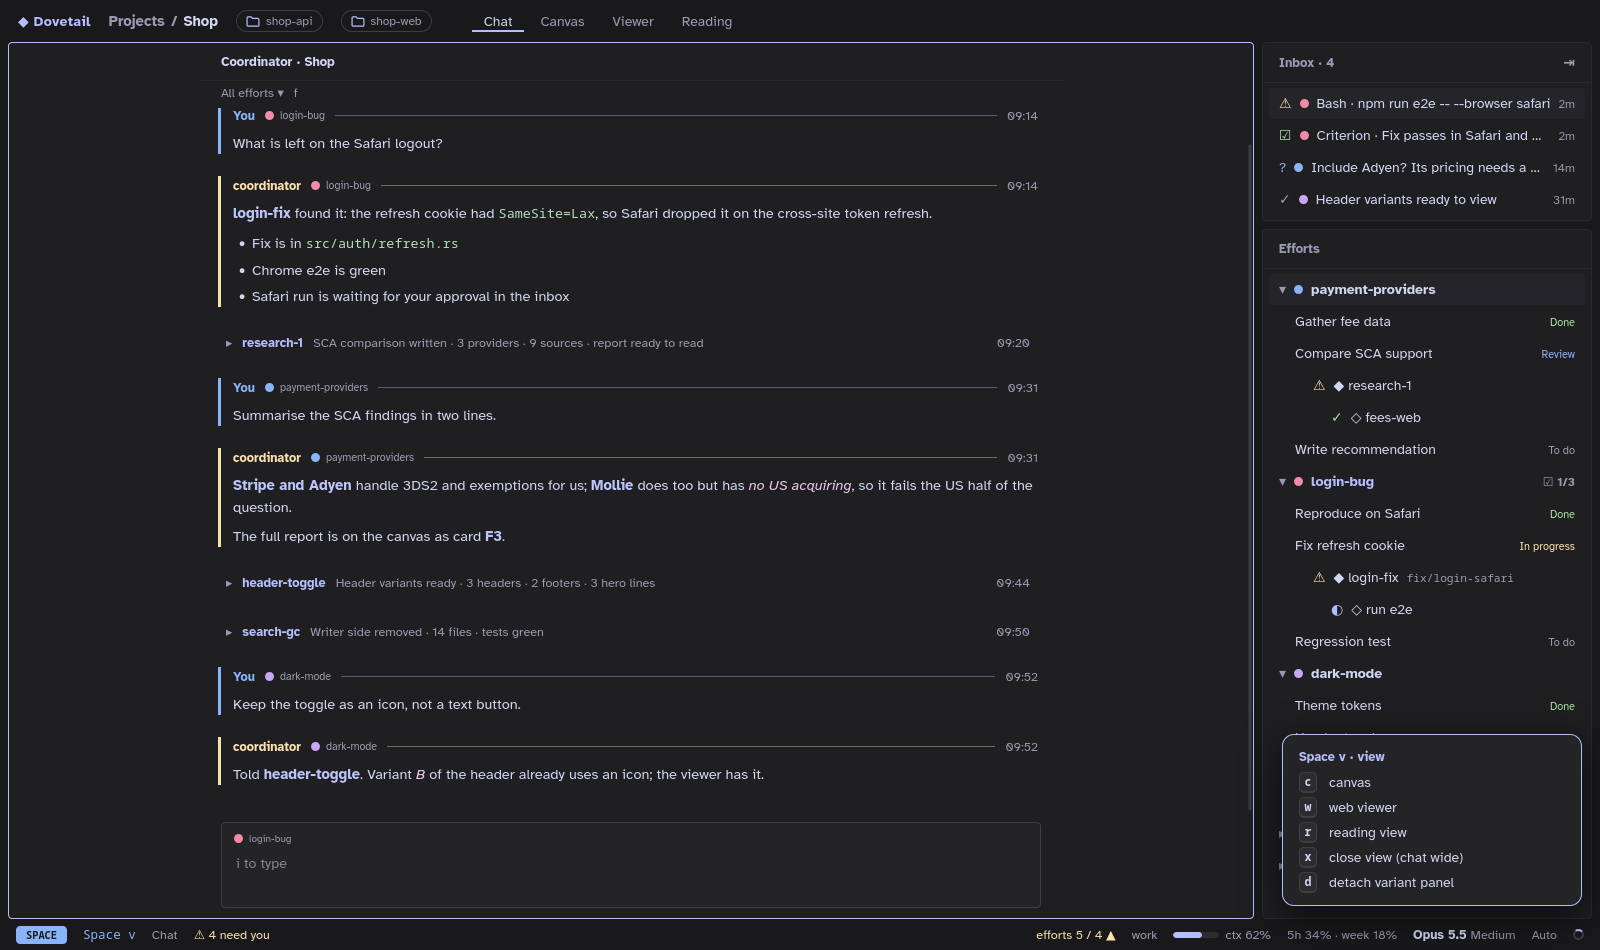 ◆ Dovetail Projects / Shop shop-api shop-web Chat Canvas Viewer Reading
Coordinator · Shop
All efforts ▾ f
You login-bug 09:14
What is left on the Safari logout?
coordinator login-bug 09:14
login-fix found it: the refresh cookie had SameSite=Lax, so Safari dropped it on the cross-site token refresh.
• Fix is in src/auth/refresh.rs
• Chrome e2e is green
• Safari run is waiting for your approval in the inbox
▸ research-1 SCA comparison written · 3 providers · 9 sources · report ready to read 09:20
You payment-providers 09:31
Summarise the SCA findings in two lines.
coordinator payment-providers 09:31
Stripe and Adyen handle 3DS2 and exemptions for us; Mollie does too but has no US acquiring, so it fails the US half of the
question.
The full report is on the canvas as card F3.
▸ header-toggle Header variants ready · 3 headers · 2 footers · 3 hero lines 09:44
▸ search-gc Writer side removed · 14 files · tests green 09:50
You dark-mode 09:52
Keep the toggle as an icon, not a text button.
coordinator dark-mode 09:52
Told header-toggle. Variant B of the header already uses an icon; the viewer has it.
login-bug
i to type
Inbox · 4 ⇥
⚠ Bash · npm run e2e -- --browser safari 2m
☑ Criterion · Fix passes in Safari and ... 2m
? Include Adyen? Its pricing needs a ... 14m
✓ Header variants ready to view 31m
Efforts
▾ payment-providers
Gather fee data Done
Compare SCA support Review
⚠ ◆ research-1
✓ ◇ fees-web
Write recommendation To do
▾ login-bug ☑ 1/3
Reproduce on Safari Done
Fix refresh cookie In progress
⚠ ◆ login-fix fix/login-safari
◐ ◇ run e2e
Regression test To do
▾ dark-mode
Theme tokens Done
Space v · view
c canvas
w web viewer
r reading view
x close view (chat wide)
d detach variant panel
SPACE Space v Chat ⚠ 4 need you efforts 5 / 4 ▲ work ctx 62% 5h 34% · week 18% Opus 5.5 Medium Auto